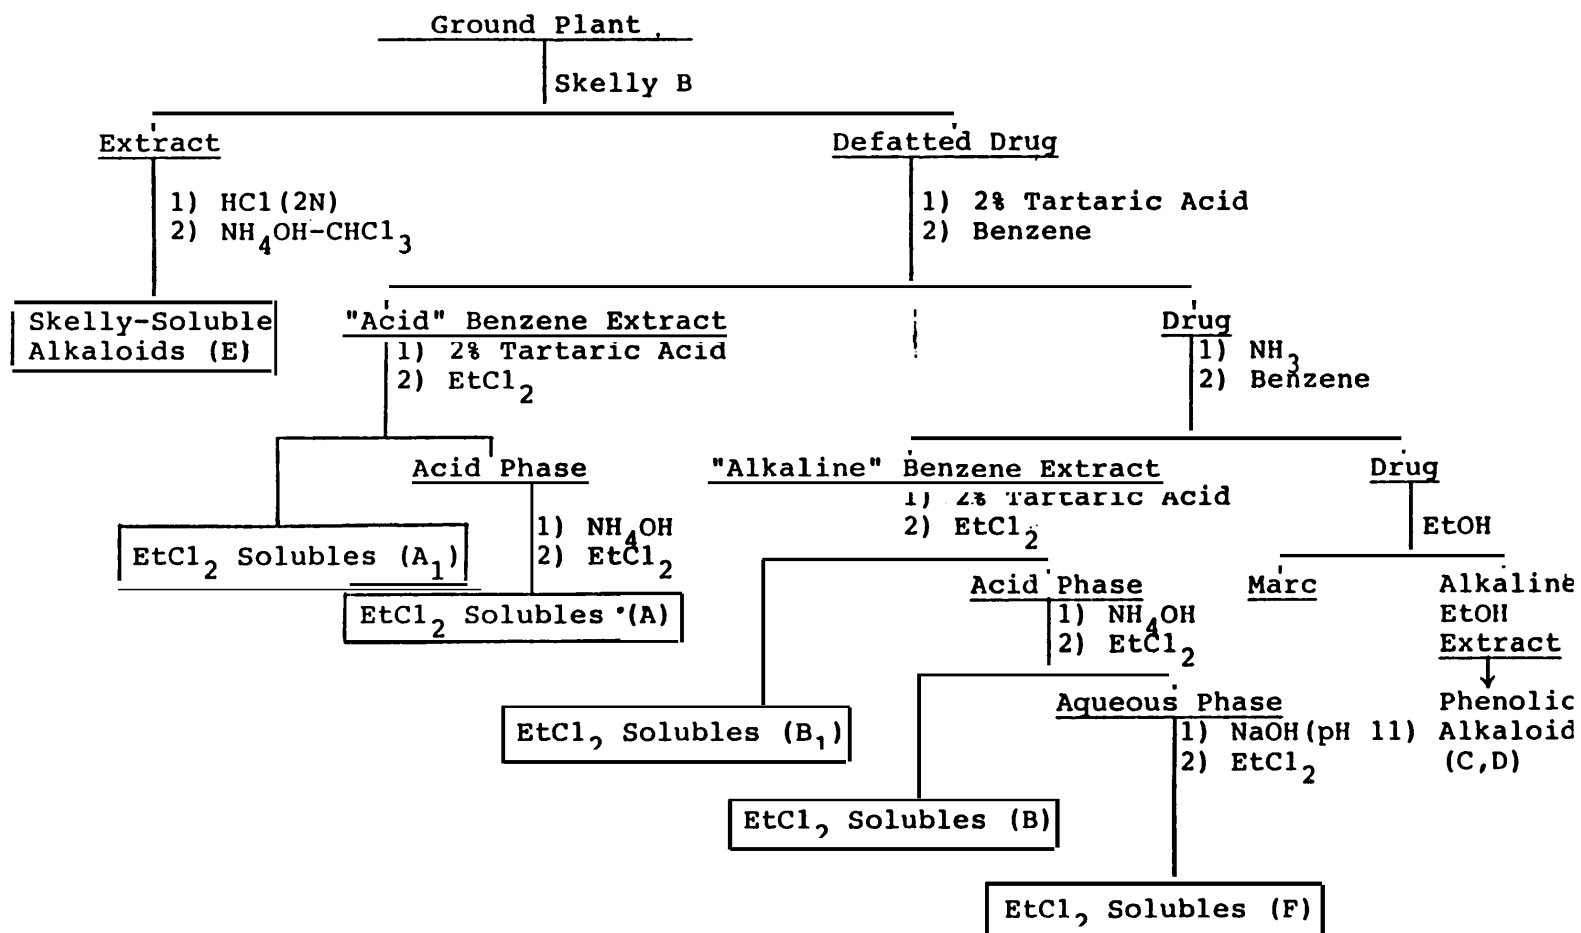 Ground Plant
Skelly B
Extract
Defatted Drug
1) HCl(2N)
2) NH4OH-CHCl3
1) 2% Tartaric Acid
2) Benzene
Skelly-Soluble
Alkaloids (E)
"Acid" Benzene Extract
1) 2% Tartaric Acid
2) EtCl2
Drug
1) NH3
2) Benzene
Acid Phase
1) NH4OH
2) EtCl2
EtCl2 Solubles (A1)
EtCl2 Solubles (A)
"Alkaline" Benzene Extract
1) 2% Tartaric Acid
2) EtCl2
Drug
EtOH
Acid Phase
1) NH4OH
2) EtCl2
Marc
Alkaline
EtOH
Extract
EtCl2 Solubles (B1)
Aqueous Phase
1) NaOH(pH 11)
2) EtCl2
Phenolic
Alkaloid
(C,D)
EtCl2 Solubles (B)
EtCl2 Solubles (F)